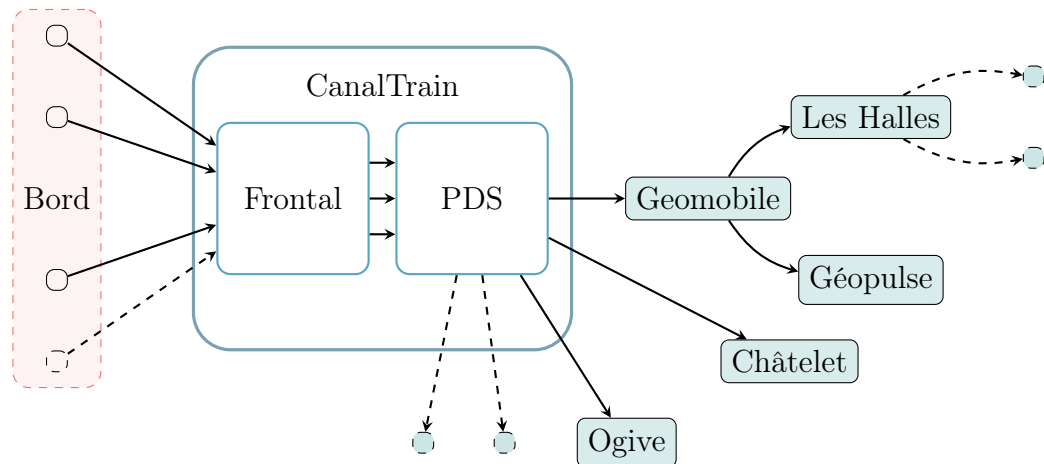 CanalTrain
Bord
Frontal
PDS
Geomobile
Les Halles
Géopulse
Châtelet
Ogive